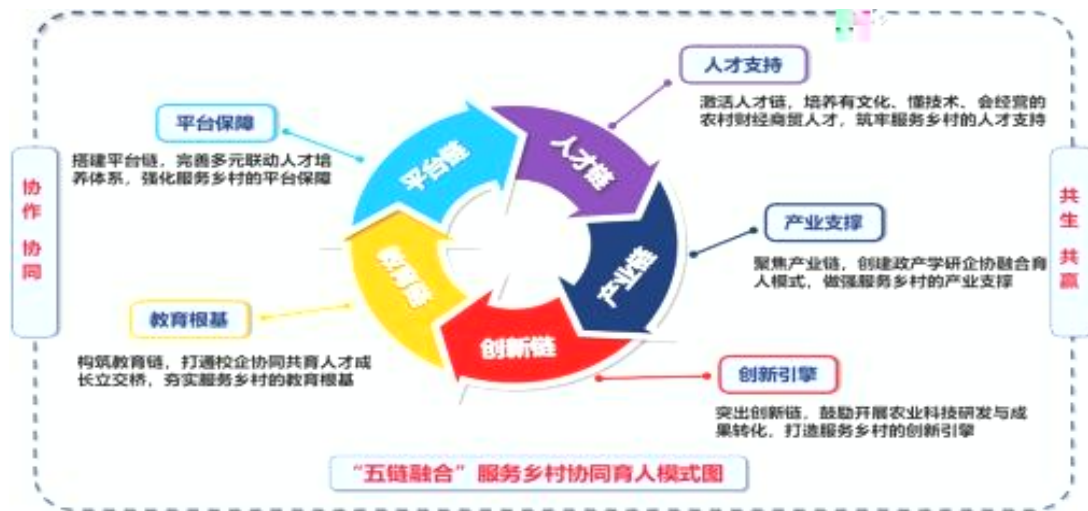 人才支持
激活人才链，培养有文化、懂技术、会经营的
农村财经商贸人才，筑牢服务乡村的人才支持
平台保障
搭建平台链，完善多元联动人才培
养体系，强化服务乡村的平台保障
平台链
人才链
协作 协同
共生 共赢
产业支撑
聚焦产业链，创建政产学研企协融合育
人模式，做强服务乡村的产业支撑
教育链
产业链
创新链
教育根基
构筑教育链，打通校企协同共育人才成
长立交桥，夯实服务乡村的教育根基
创新引擎
突出创新链，鼓励开展农业科技研发与成
果转化，打造服务乡村的创新引擎
“五链融合”服务乡村协同育人模式图